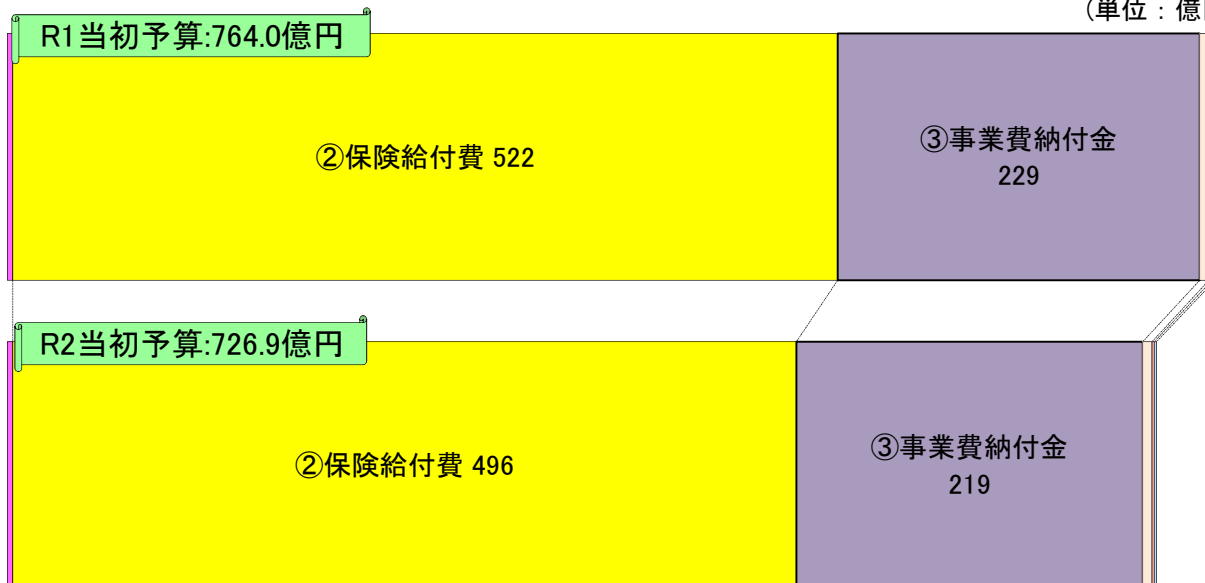 (単位：億
R1当初予算:764.0億円
②保険給付費 522
③事業費納付金
229
R2当初予算:726.9億円
②保険給付費 496
③事業費納付金
219